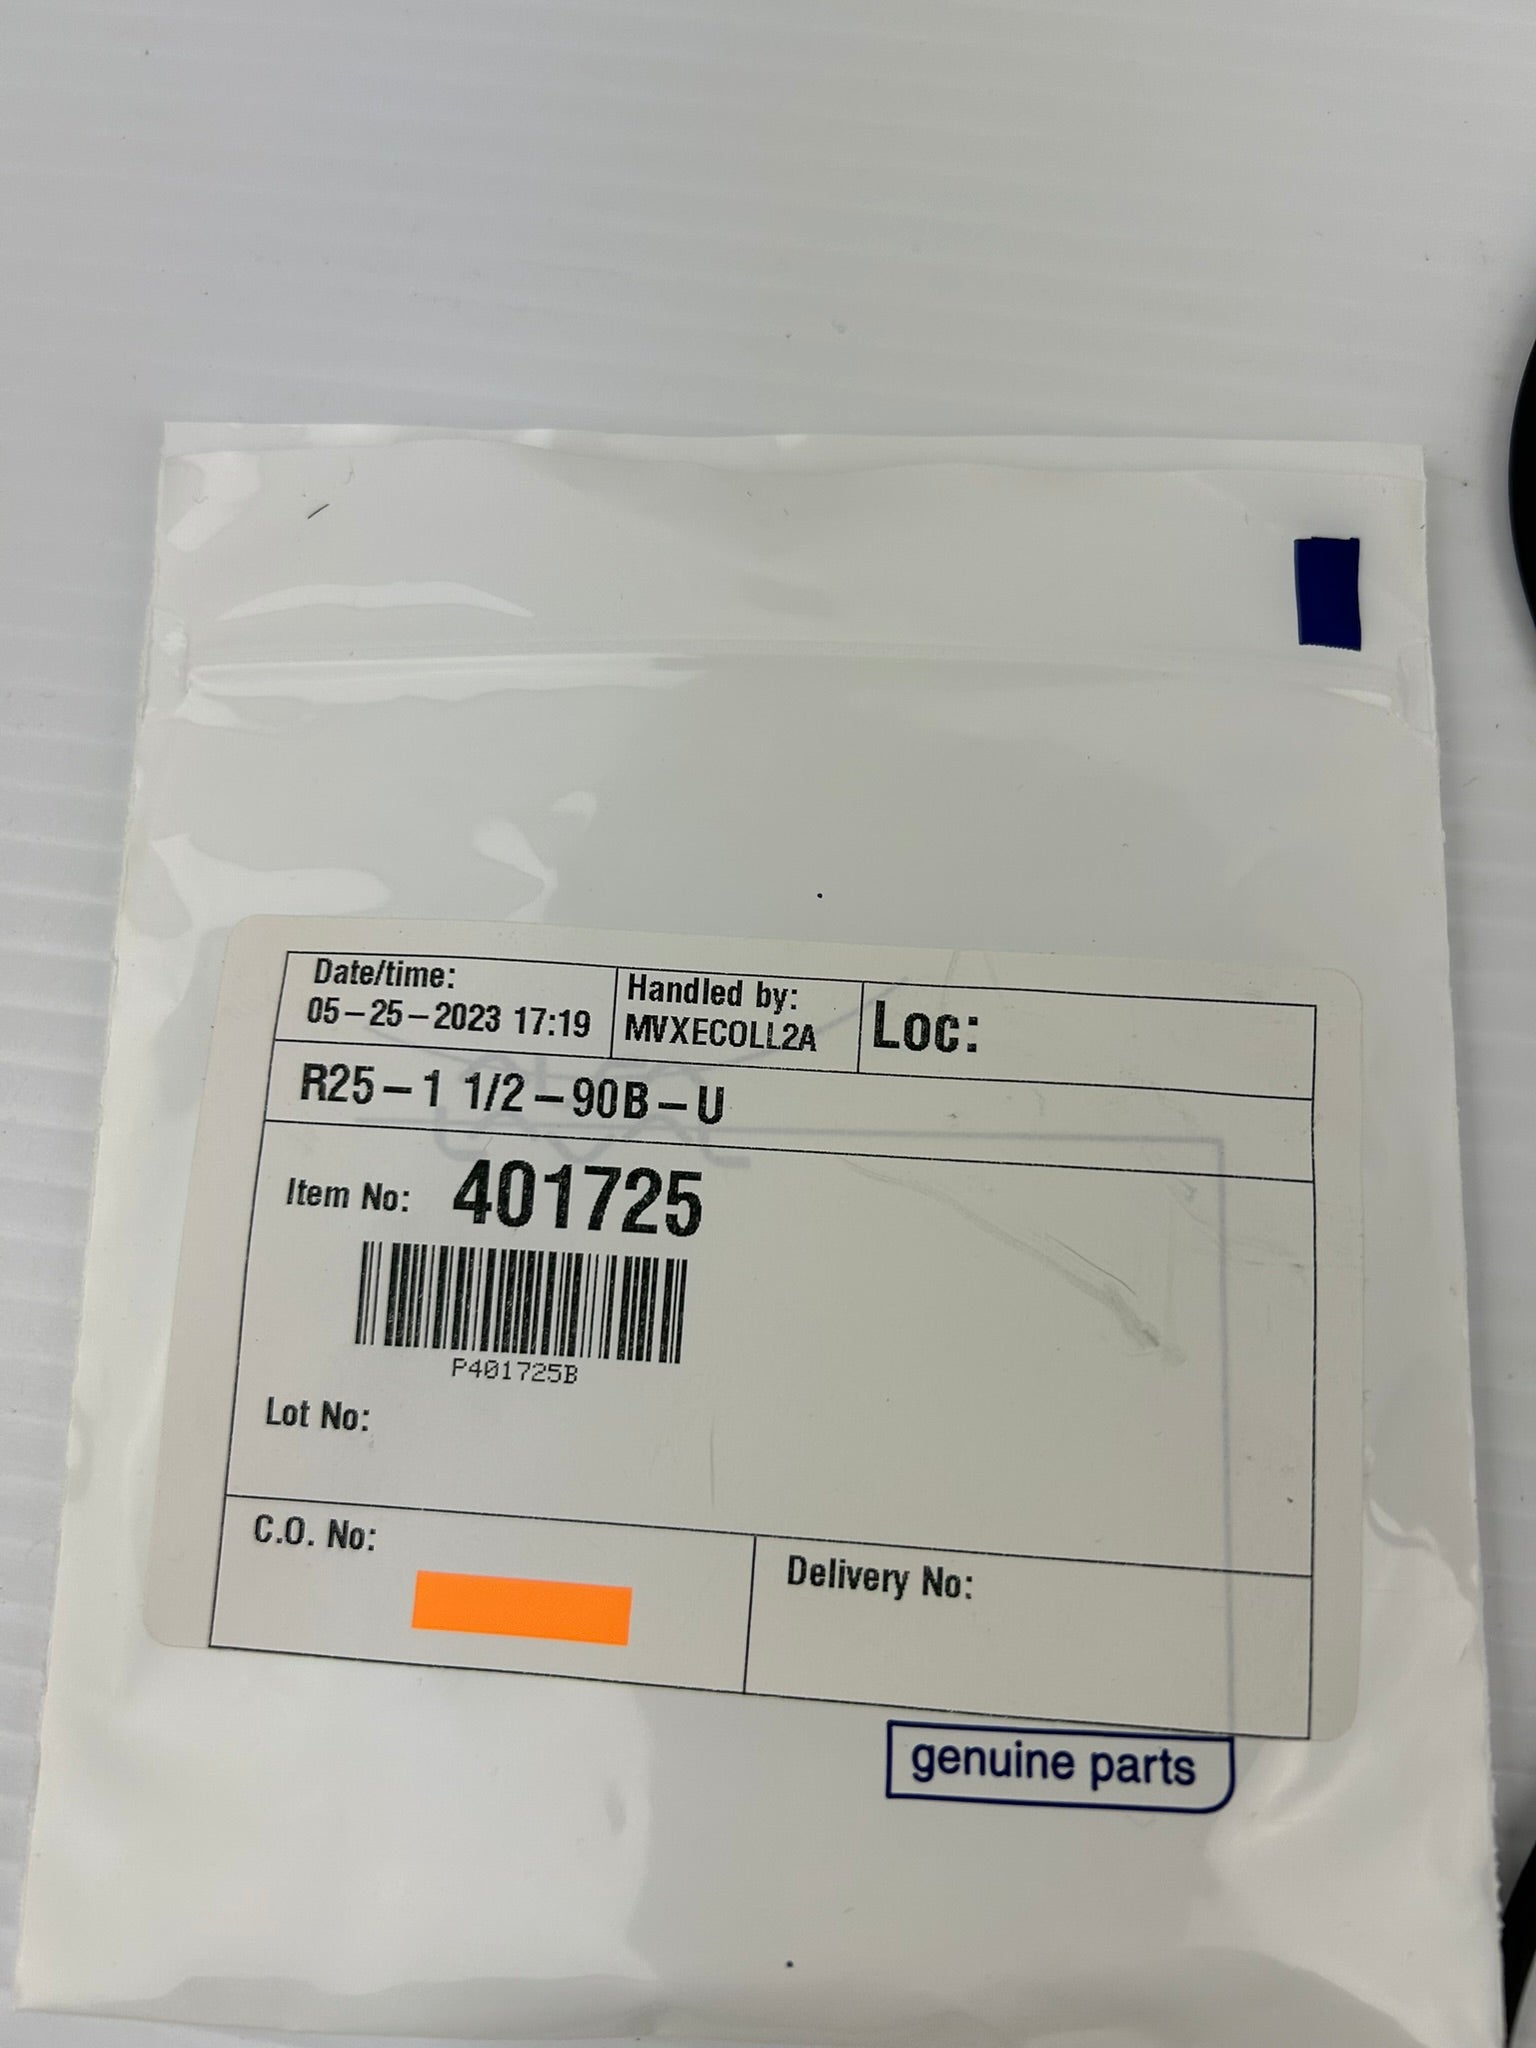 Date/time:
05-25-2023 17:19
Handled by:
MVXECOLL2A
Loc:
R25-1 1/2-90B-U
Item No: 401725
P401725B
Lot No:
C.O. No:
Delivery No:
genuine parts